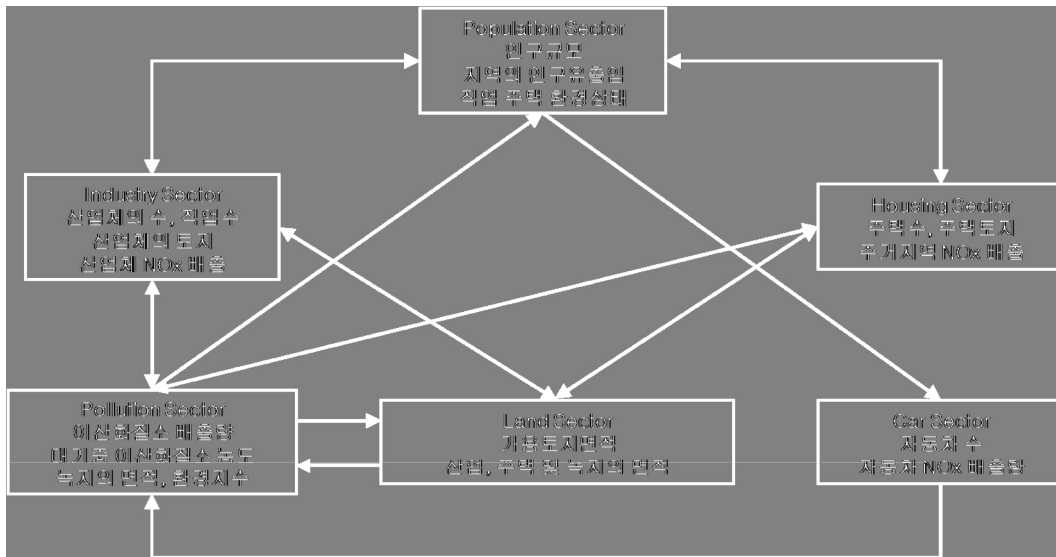 Population Sector
인구규모
지역의 인구유출입
직업 주택 환경상태
Industry Sector
산업체의 수, 직업수
산업체의 토지
산업체 NOx 배출
Housing Sector
주택수, 주택토지
주거지역 NOx 배출
Pollution Sector
이산화질소 배출량
대기중 이산화질소 농도
녹지의 면적, 환경지수
Land Sector
가용토지면적
산업, 주택 및 녹지의 면적
Car Sector
자동차 수
자동차 NOx 배출량